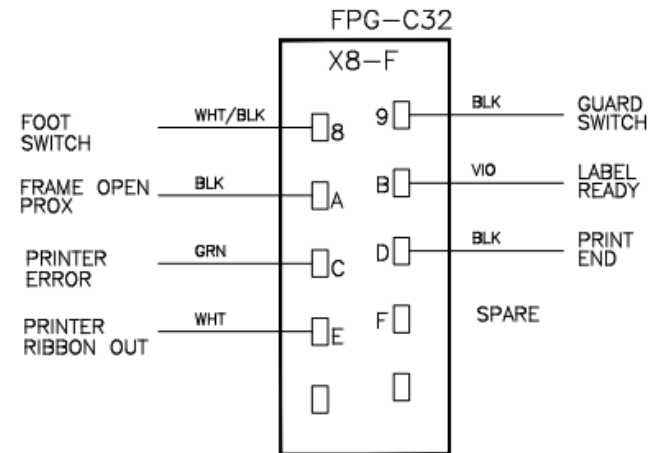 FPG-C32
X8-F
FOOT
SWITCH
WHT/BLK
8
9
BLK
GUARD
SWITCH
FRAME OPEN
PROX
BLK
A
B
VIO
LABEL
READY
PRINTER
ERROR
GRN
C
D
BLK
PRINT
END
PRINTER
RIBBON OUT
WHT
E
F
SPARE